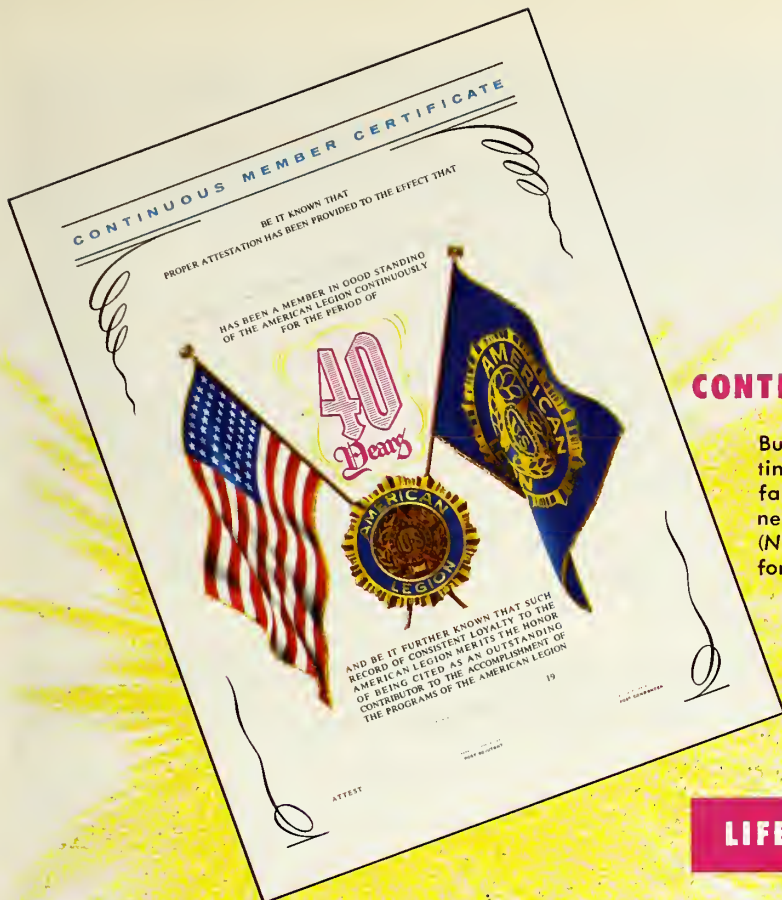 CONTINUOUS MEMBER CERTIFICATE
BE IT KNOWN THAT
PROPER ATTESTATION HAS BEEN PROVIDED TO THE EFFECT THAT
HAS BEEN A MEMBER IN GOOD STANDING
OF THE AMERICAN LEGION CONTINUOUSLY
FOR THE PERIOD OF
40
Years
AMERICAN
AMERICAN
LEGION
AND BE IT FURTHER KNOWN THAT SUCH
RECORD OF CONSISTENT LOYALTY TO THE
AMERICAN LEGION MERITS THE HONOR
OF BEING CITED AS AN OUTSTANDING
CONTRIBUTOR TO THE ACCOMPLISHMENT OF
THE PROGRAMS OF THE AMERICAN LEGION
19
POST COMMANDER
POST ADJUTANT
ATTEST
CONTI
Bu
tin
fa
ne
(N
for
LIFE